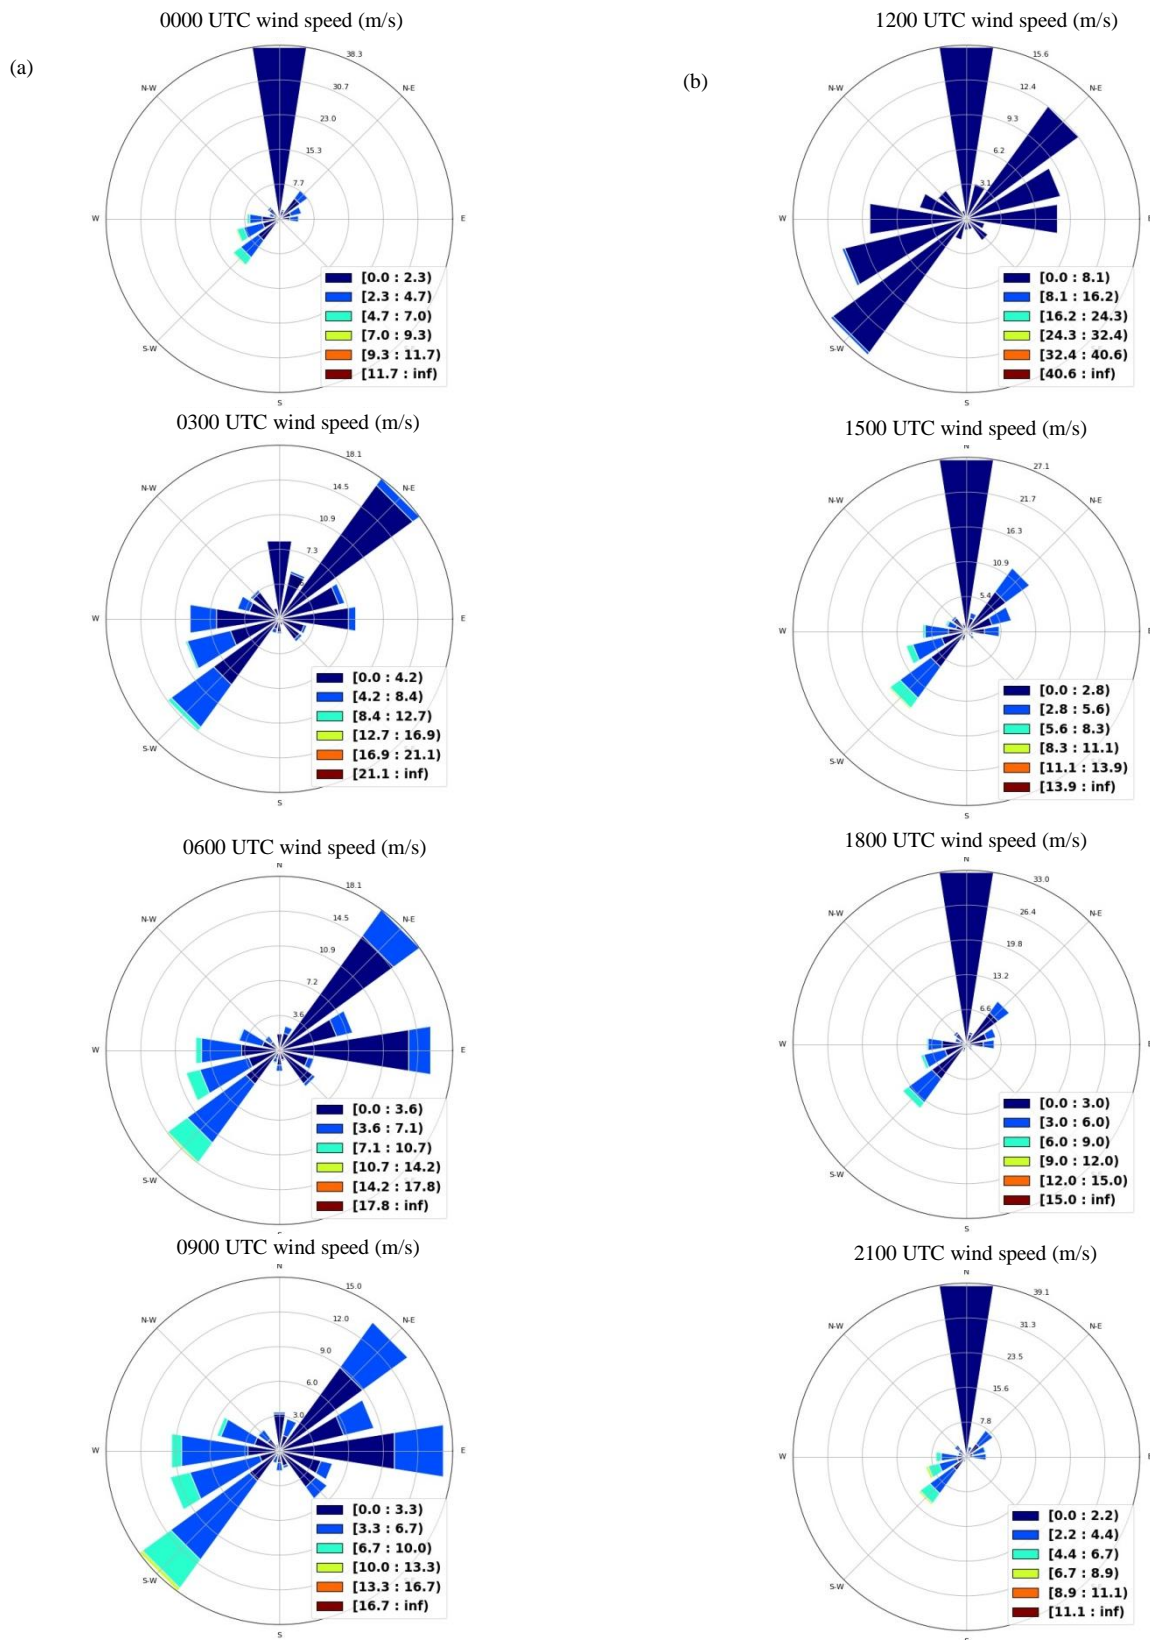 0000 UTC wind speed (m/s)
(a)
38.3
30.7
23.0
15.3
7.7
N-W
N-E
W
E
S-W
S
[0.0 : 2.3)
[2.3 : 4.7)
[4.7 : 7.0)
[7.0 : 9.3)
[9.3 : 11.7)
[11.7 : inf)
0300 UTC wind speed (m/s)
18.1
14.5
10.9
7.3
N-W
N-E
W
E
S-W
S
[0.0 : 4.2)
[4.2 : 8.4)
[8.4 : 12.7)
[12.7 : 16.9)
[16.9 : 21.1)
[21.1 : inf)
0600 UTC wind speed (m/s)
N
18.1
14.5
10.9
7.2
3.6
N-W
N-E
W
E
S-W
[0.0 : 3.6)
[3.6 : 7.1)
[7.1 : 10.7)
[10.7 : 14.2)
[14.2 : 17.8)
[17.8 : inf)
0900 UTC wind speed (m/s)
N
15.0
12.0
9.0
6.0
3.0
N-W
N-E
W
E
S-W
S
[0.0 : 3.3)
[3.3 : 6.7)
[6.7 : 10.0)
[10.0 : 13.3)
[13.3 : 16.7)
[16.7 : inf)
1200 UTC wind speed (m/s)
(b)
15.6
12.4
9.3
6.2
3.1
N-W
N-E
W
S-W
S
[0.0 : 8.1)
[8.1 : 16.2)
[16.2 : 24.3)
[24.3 : 32.4)
[32.4 : 40.6)
[40.6 : inf)
1500 UTC wind speed (m/s)
27.1
21.7
16.3
10.9
5.4
N-W
N-E
W
S-W
S
[0.0 : 2.8)
[2.8 : 5.6)
[5.6 : 8.3)
[8.3 : 11.1)
[11.1 : 13.9)
[13.9 : inf)
1800 UTC wind speed (m/s)
N
33.0
26.4
19.8
13.2
6.6
N-W
N-E
W
S-W
S
[0.0 : 3.0)
[3.0 : 6.0)
[6.0 : 9.0)
[9.0 : 12.0)
[12.0 : 15.0)
[15.0 : inf)
2100 UTC wind speed (m/s)
N
39.1
31.3
23.5
15.6
7.8
N-W
N-E
W
S-W
S
[0.0 : 2.2)
[2.2 : 4.4)
[4.4 : 6.7)
[6.7 : 8.9)
[8.9 : 11.1)
[11.1 : inf)